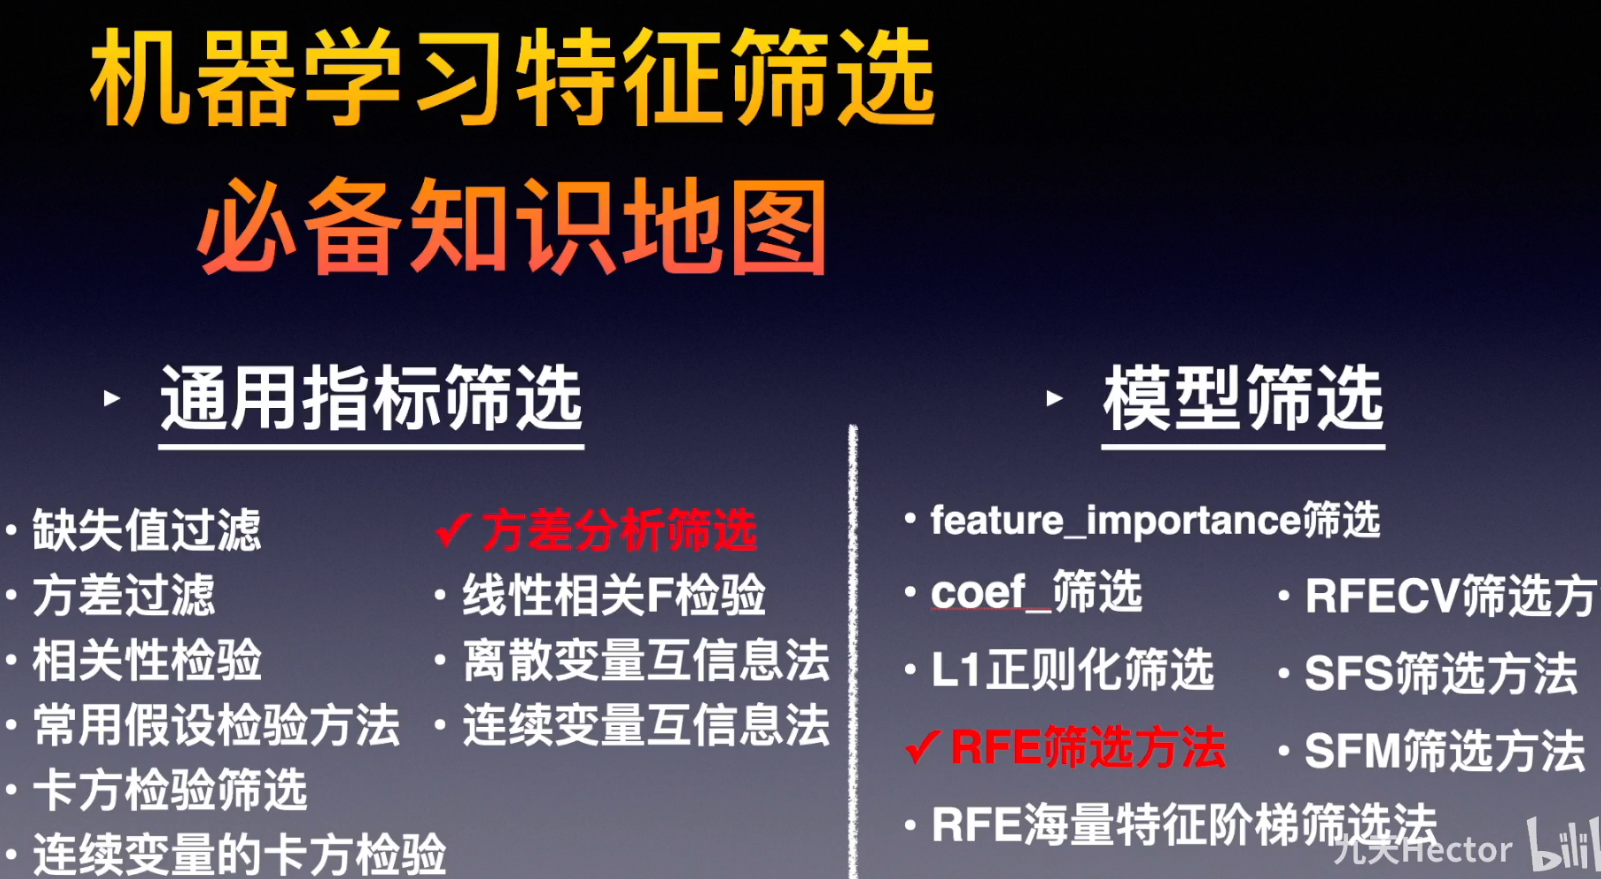 机器学习特征筛选
必备知识地图
▸ 通用指标筛选
• 缺失值过滤
• 方差过滤
• 相关性检验
• 常用假设检验方法
• 卡方检验筛选
• 连续变量的卡方检验
✓ 方差分析筛选
• 线性相关F检验
• 离散变量互信息法
• 连续变量互信息法
▸ 模型筛选
• feature_importance筛选
• coef_筛选
• L1正则化筛选
✓ RFE筛选方法
• RFE海量特征阶梯筛选法
• RFECV筛选方
• SFS筛选方法
• SFM筛选方法
九天Hector
bili